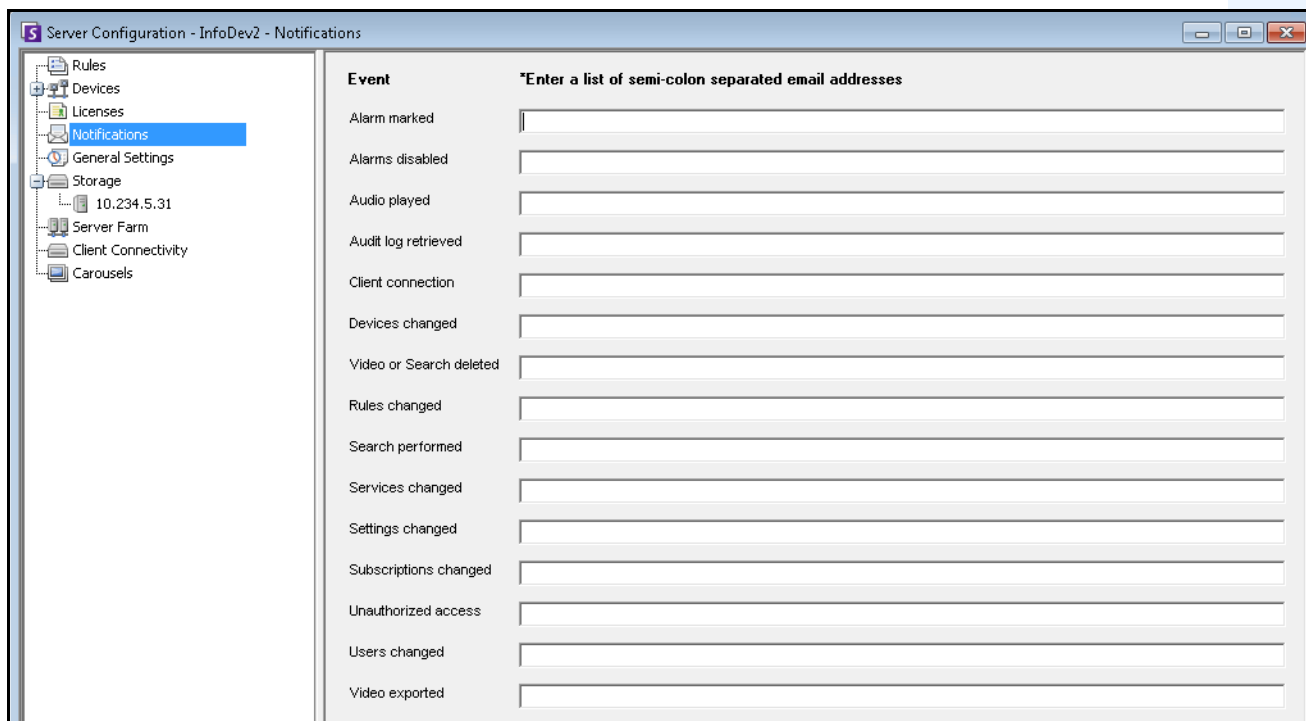 Server Configuration - InfoDev2 - Notifications
Rules
Devices
Licenses
Notifications
General Settings
Storage
10.234.5.31
Server Farm
Client Connectivity
Carousels
Event *Enter a list of semi-colon separated email addresses
Alarm marked
Alarms disabled
Audio played
Audit log retrieved
Client connection
Devices changed
Video or Search deleted
Rules changed
Search performed
Services changed
Settings changed
Subscriptions changed
Unauthorized access
Users changed
Video exported